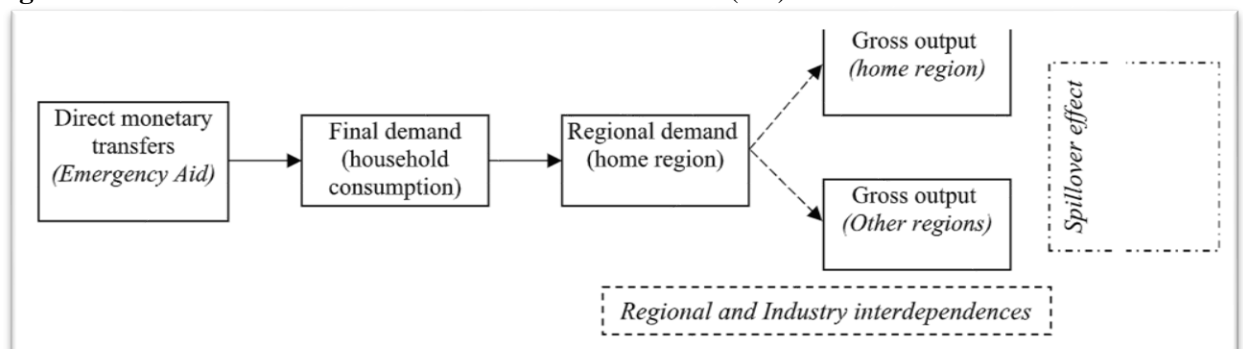 Direct monetary
transfers
(Emergency Aid)
Final demand
(household
consumption)
Regional demand
(home region)
Gross output
(home region)
Gross output
(Other regions)
Spillover effect
Regional and Industry interdependences